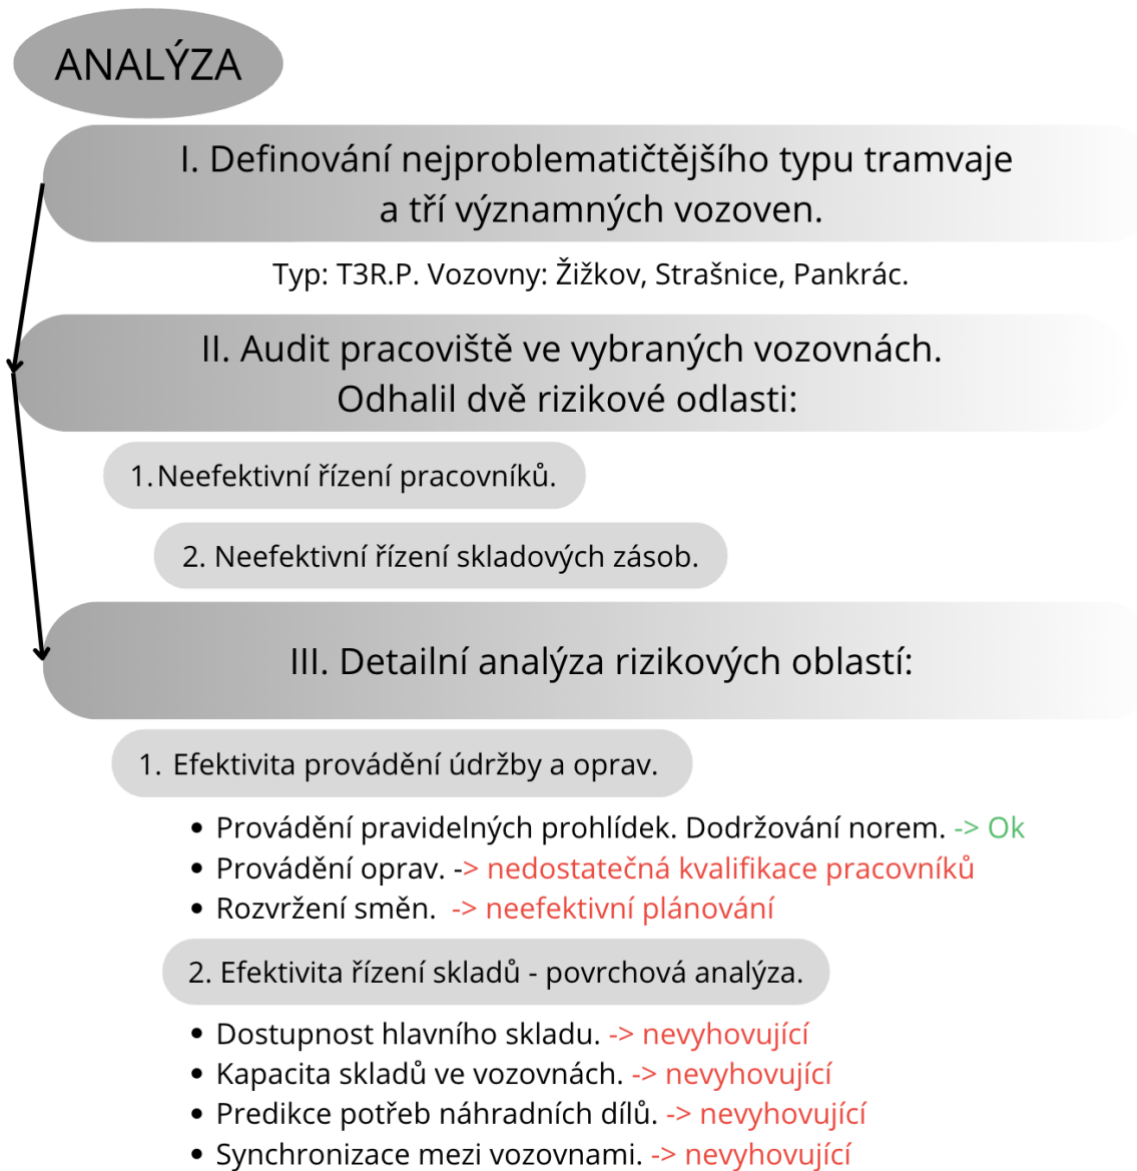 ANALÝZA
I. Definování nejproblematičtějšího typu tramvaje
a tří významných vozoven.
Typ: T3R.P. Vozovny: Žižkov, Strašnice, Pankrác.
II. Audit pracoviště ve vybraných vozovnách.
Odhalil dvě rizikové odlasti:
1. Neefektivní řízení pracovníků.
2. Neefektivní řízení skladových zásob.
III. Detailní analýza rizikových oblastí:
1. Efektivita provádění údržby a oprav.
• Provádění pravidelných prohlídek. Dodržování norem. -> Ok
• Provádění oprav. -> nedostatečná kvalifikace pracovníků
• Rozvržení směn. -> neefektivní plánování
2. Efektivita řízení skladů - povrchová analýza.
• Dostupnost hlavního skladu. -> nevyhovující
• Kapacita skladů ve vozovnách. -> nevyhovující
• Predikce potřeb náhradních dílů. -> nevyhovující
• Synchronizace mezi vozovnami. -> nevyhovující